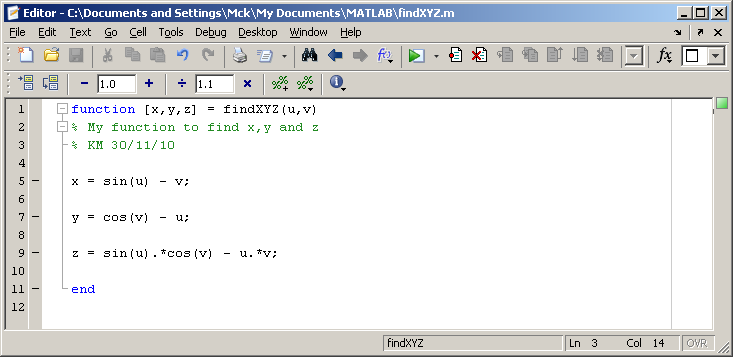 Editor - C:\Documents and Settings\Mck\My Documents\MATLAB\findXYZ.m
File Edit Text Go Cell Tools Debug Desktop Window Help
fx
− 1.0 + ÷ 1.1 ×
1 function [x,y,z] = findXYZ(u,v)
2 % My function to find x,y and z
3 % KM 30/11/10
4
5 x = sin(u) - v;
6
7 y = cos(v) - u;
8
9 z = sin(u).*cos(v) - u.*v;
10
11 end
12
findXYZ Ln 3 Col 14 OVR